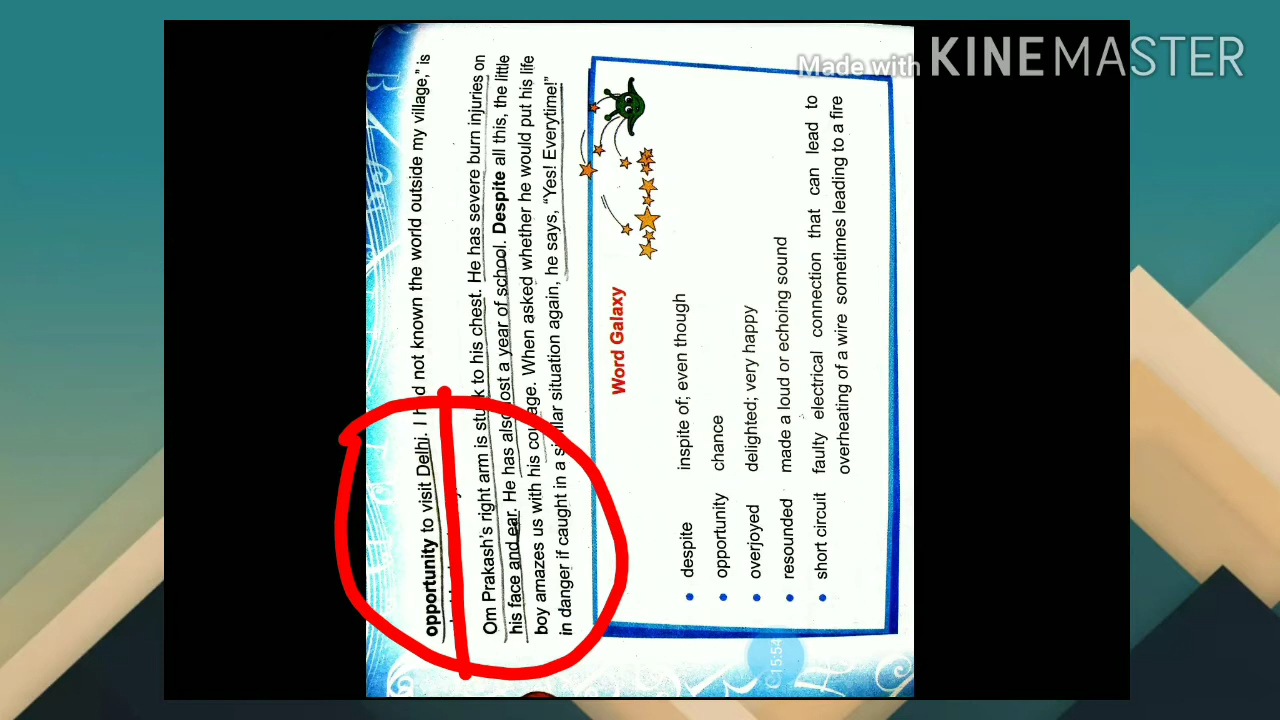 opportunity to visit Delhi. I had not known the world outside my village," is
Om Prakash's right arm is stuck to his chest. He has severe burn injuries on
his face and ear. He has also lost a year of school. Despite all this, the little
boy amazes us with his courage. When asked whether he would put his life
in danger if caught in a similar situation again, he says, "Yes! Everytime!"
Word Galaxy
• despite inspite of; even though
• opportunity chance
• overjoyed delighted; very happy
• resounded made a loud or echoing sound
• short circuit faulty electrical connection that can lead to
overheating of a wire sometimes leading to a fire
15:54
Made with KINEMASTER